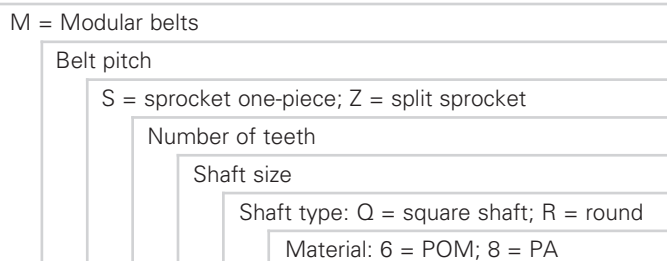 M = Modular belts
Belt pitch
S = sprocket one-piece; Z = split sprocket
Number of teeth
Shaft size
Shaft type: Q = square shaft; R = round
Material: 6 = POM; 8 = PA